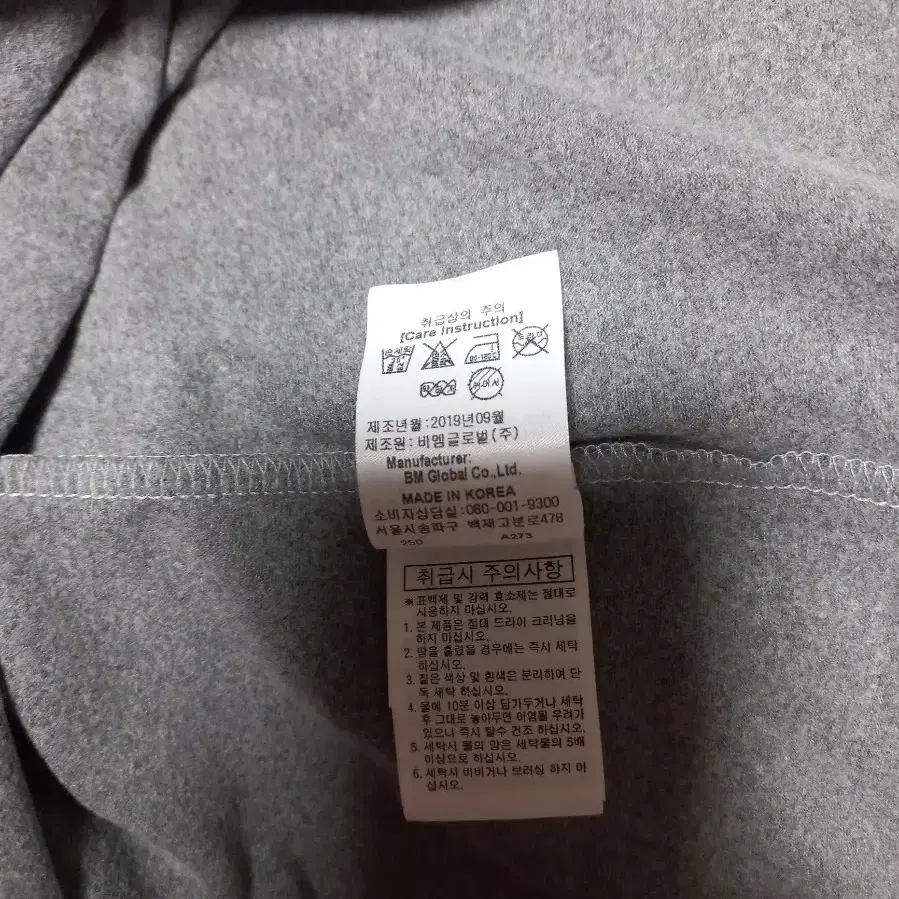 취급상의 주의
[Care Instruction]
손세탁
80-120℃
드라이
제조년월:2019년09월
제조원:비엠글로벌(주)
Manufacturer:
BM Global Co.,Ltd.
MADE IN KOREA
소비자상담실:080-001-9300
서울시송파구 백제고분로478
250 A273
취급시 주의사항
※표백제 및 강력 효소제는 절대로
사용하지 마십시오.
1. 본 제품은 절대 드라이 크리닝을
하지 마십시오.
2. 땀을 흘렸을 경우에는 즉시 세탁
하십시오.
3. 짙은 색상 및 흰색은 분리하여 단
독 세탁 하십시오.
4. 물에 10분 이상 담가두거나 세탁
후 그대로 놓아두면 이염될 우려가
있으니 즉시 탈수 건조 하십시오.
5. 세탁시 물의 양은 세탁물의 5배
이상으로 하십시오.
6. 세탁시 비비거나 브러싱 하지 마
십시오.